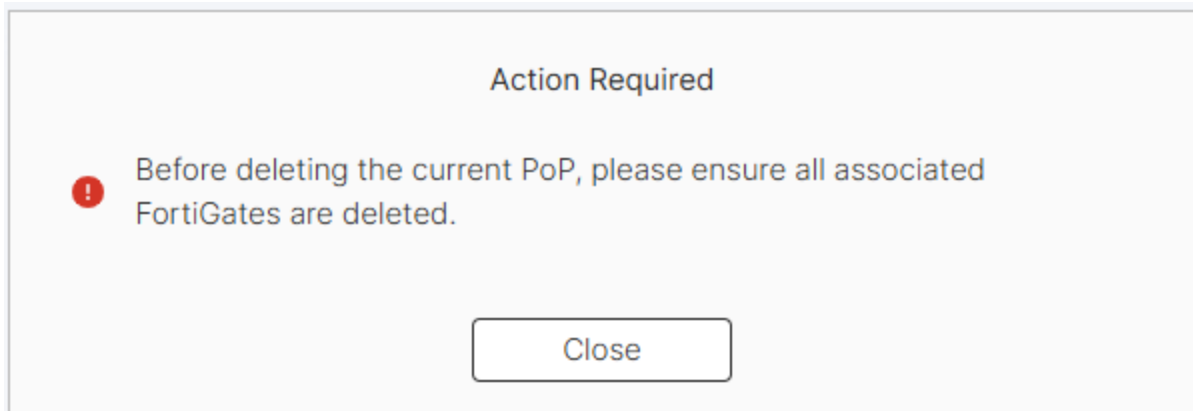 Action Required
Before deleting the current PoP, please ensure all associated
FortiGates are deleted.
Close